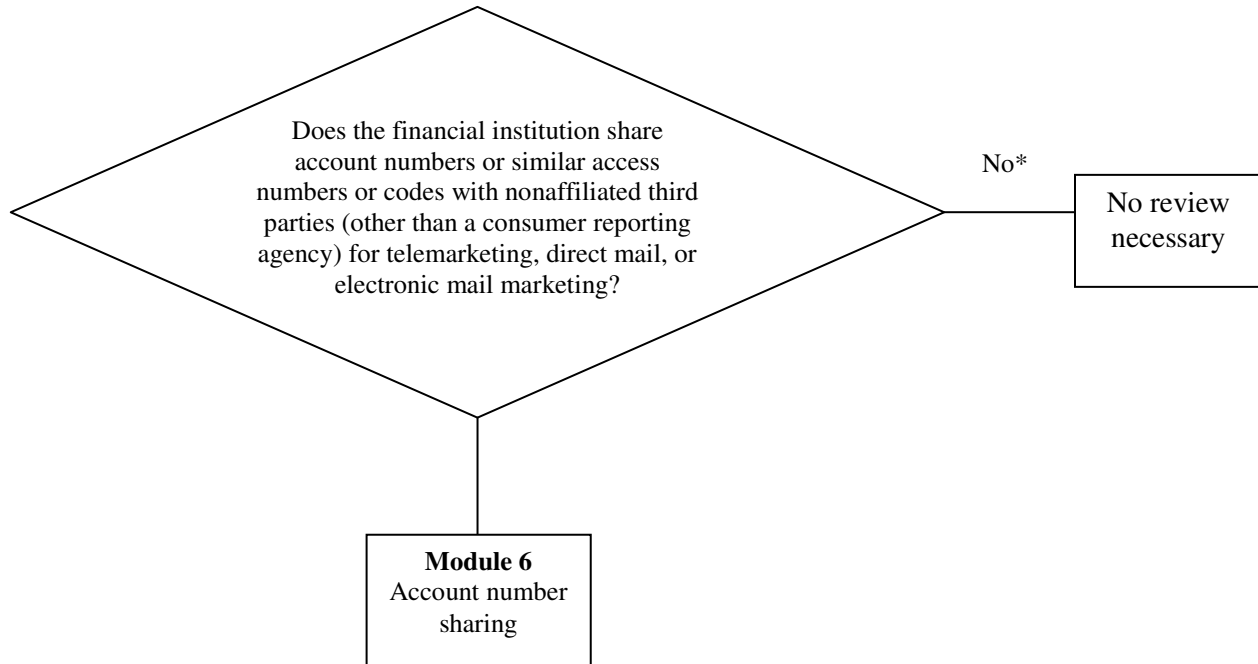 Does the financial institution share
account numbers or similar access
numbers or codes with nonaffiliated third
parties (other than a consumer reporting
agency) for telemarketing, direct mail, or
electronic mail marketing?
No*
No review
necessary
Module 6
Account number
sharing